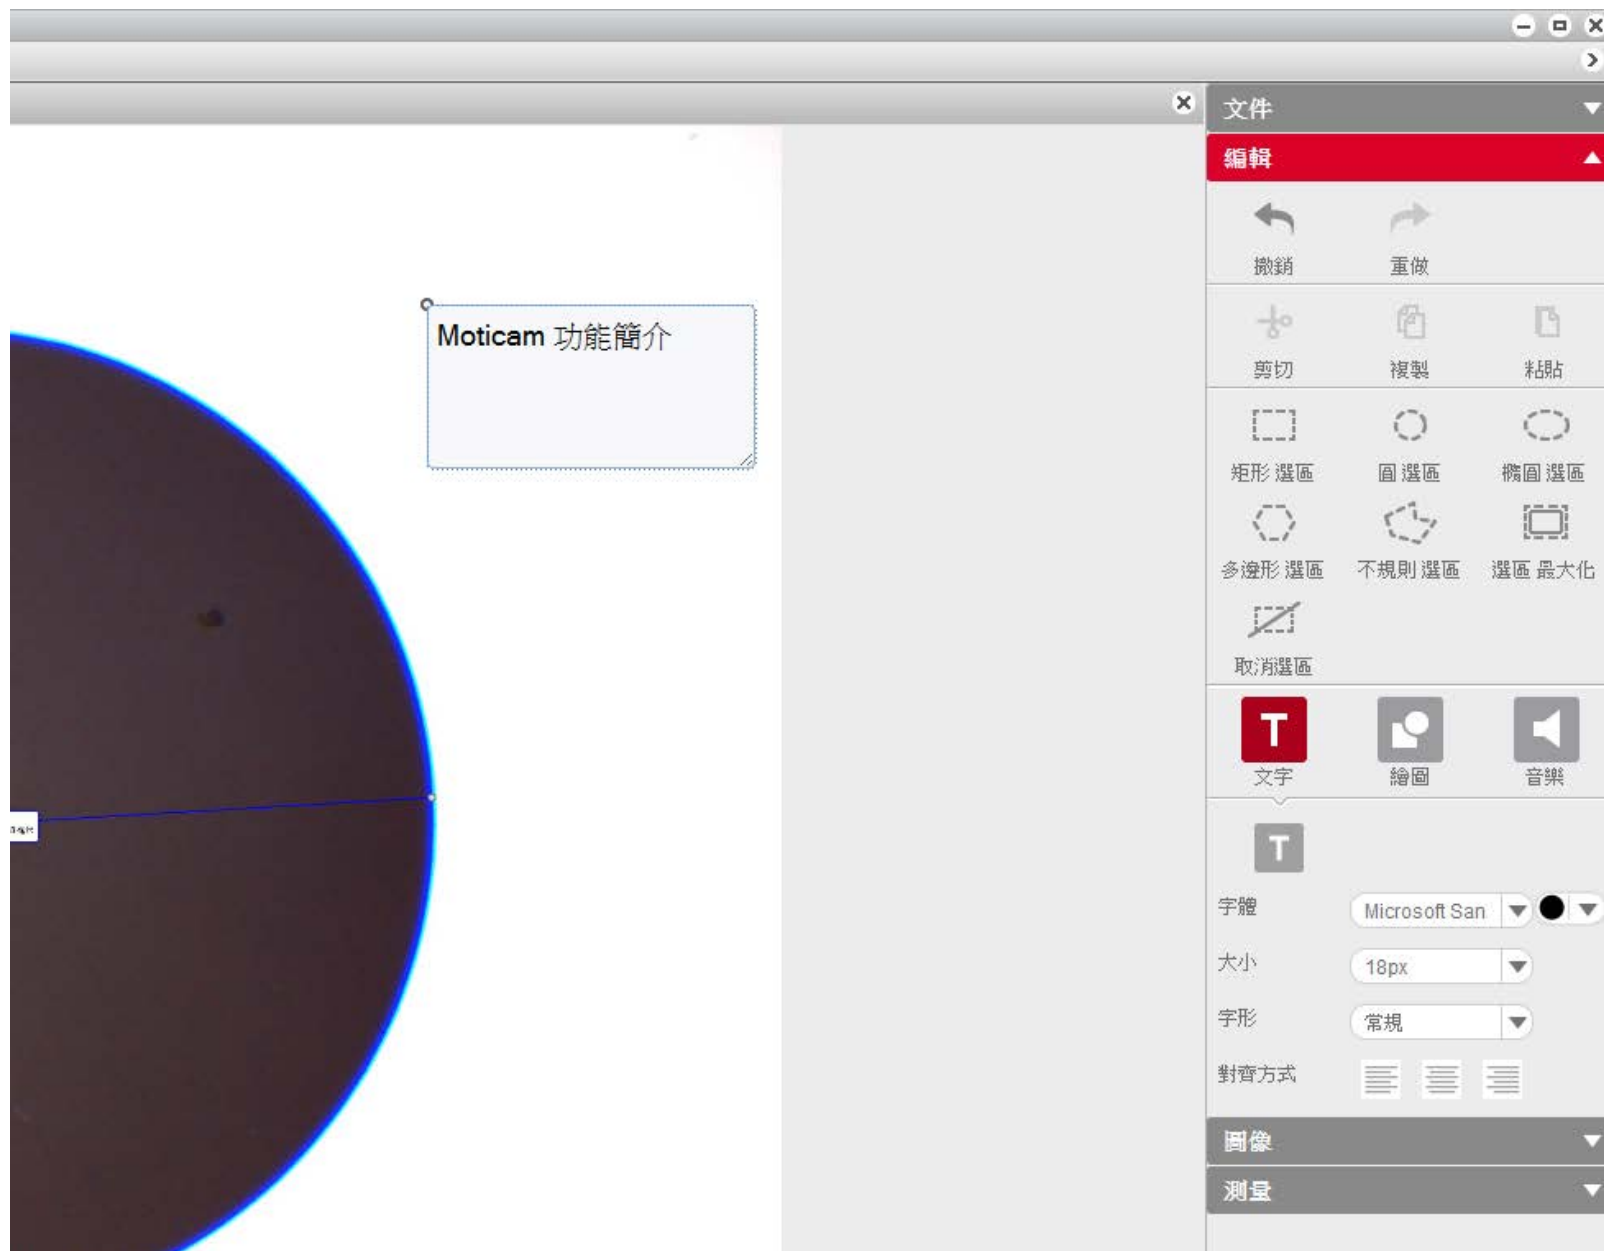 文件
編輯
Moticam 功能簡介
撤銷 重做
剪切 複製 粘貼
矩形 選區 圓 選區 橢圓 選區
多邊形 選區 不規則 選區 選區 最大化
取消選區
T
文字 繪圖 音樂
T
字體 Microsoft San
大小 18px
字形 常規
對齊方式
圖像
測量